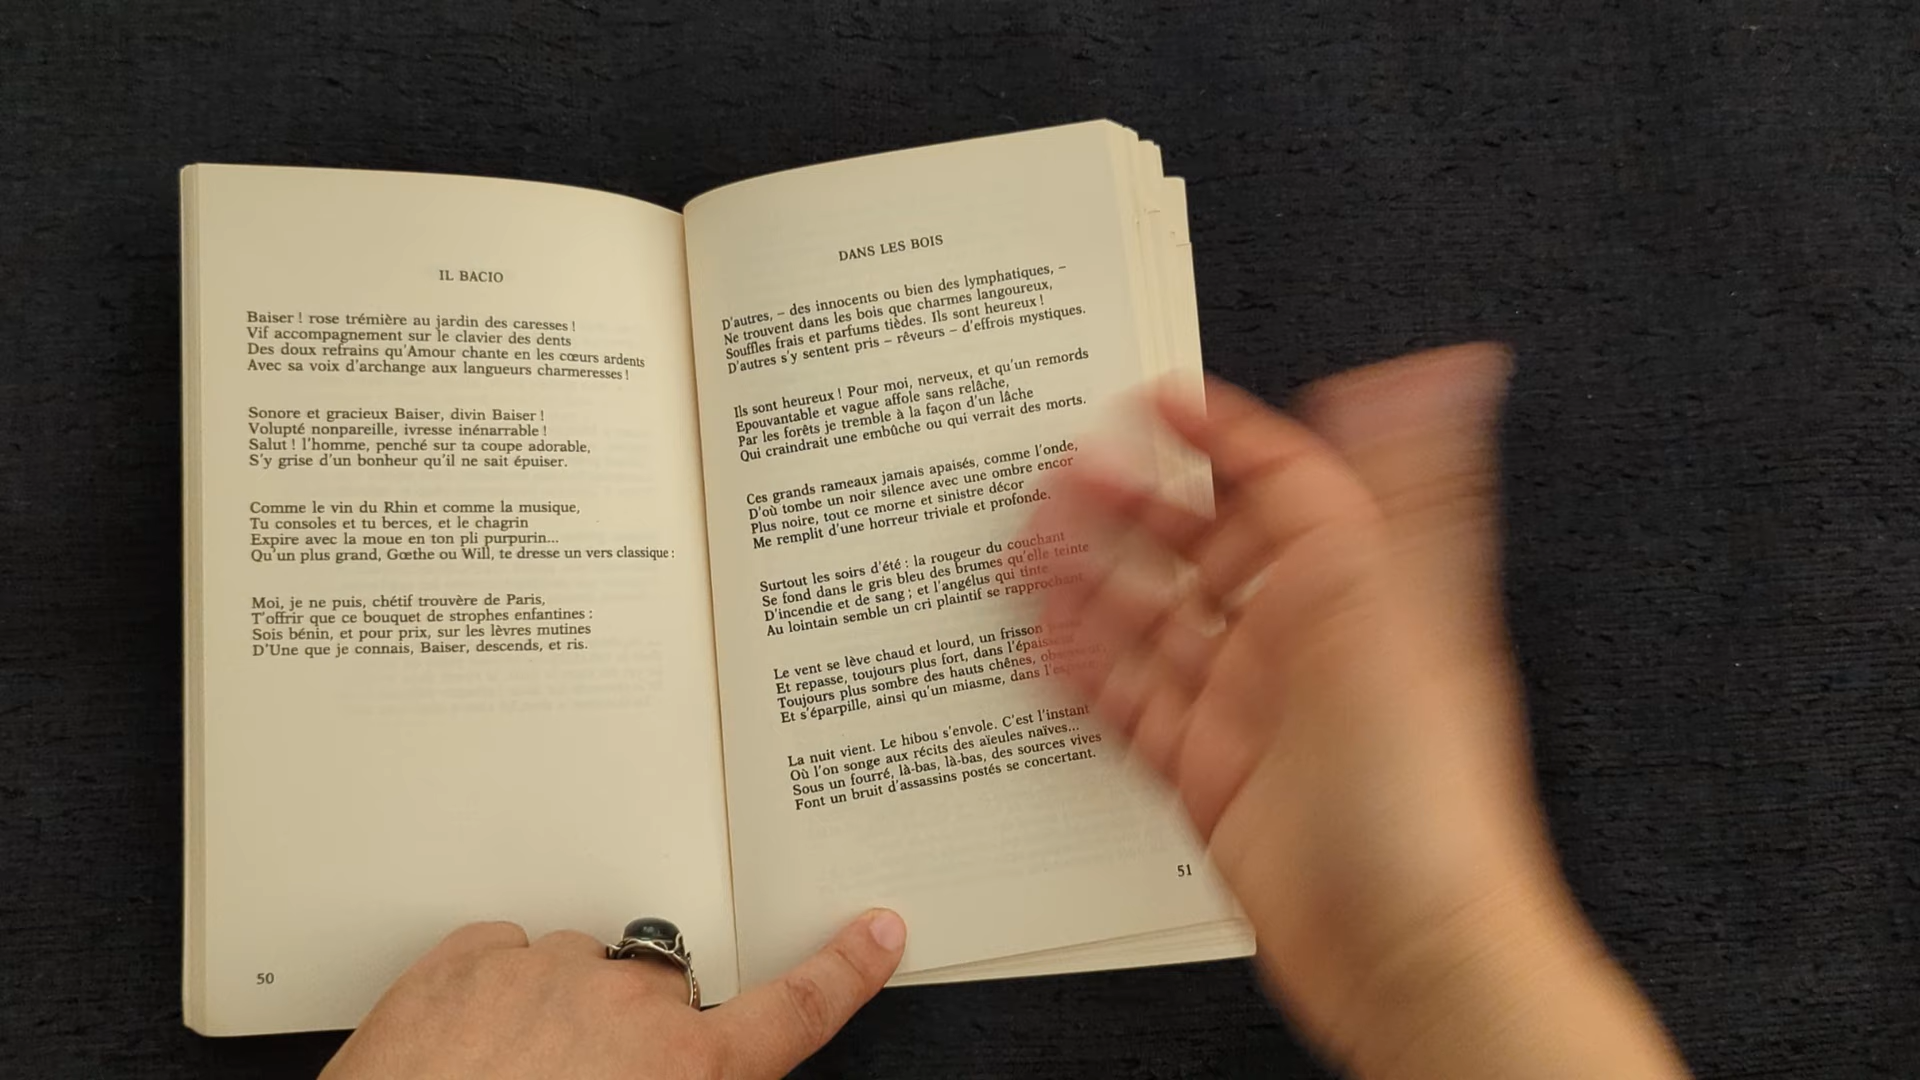 IL BACIO
Baiser ! rose trémière au jardin des caresses !
Vif accompagnement sur le clavier des dents
Des doux refrains qu'Amour chante en les cœurs ardents
Avec sa voix d'archange aux langueurs charmeresses !
Sonore et gracieux Baiser, divin Baiser !
Volupté nonpareille, ivresse inénarrable !
Salut ! l'homme, penché sur ta coupe adorable,
S'y grise d'un bonheur qu'il ne sait épuiser.
Comme le vin du Rhin et comme la musique,
Tu consoles et tu berces, et le chagrin
Expire avec la moue en ton pli purpurin...
Qu'un plus grand, Gœthe ou Will, te dresse un vers classique :
Moi, je ne puis, chétif trouvère de Paris,
T'offrir que ce bouquet de strophes enfantines :
Sois bénin, et pour prix, sur les lèvres mutines
D'Une que je connais, Baiser, descends, et ris.
50
DANS LES BOIS
D'autres, – des innocents ou bien des lymphatiques, –
Ne trouvent dans les bois que charmes langoureux,
Souffles frais et parfums tièdes. Ils sont heureux !
D'autres s'y sentent pris – rêveurs – d'effrois mystiques.
Ils sont heureux ! Pour moi, nerveux, et qu'un remords
Epouvantable et vague affole sans relâche,
Par les forêts je tremble à la façon d'un lâche
Qui craindrait une embûche ou qui verrait des morts.
Ces grands rameaux jamais apaisés, comme l'onde,
D'où tombe un noir silence avec une ombre encor
Plus noire, tout ce morne et sinistre décor
Me remplit d'une horreur triviale et profonde.
Surtout les soirs d'été : la rougeur du couchant
Se fond dans le gris bleu des brumes qu'elle teinte
D'incendie et de sang ; et l'angélus qui tinte
Au lointain semble un cri plaintif se rapprochant.
Le vent se lève chaud et lourd, un frisson
Et repasse, toujours plus fort, dans l'épaisseur
Toujours plus sombre des hauts chênes,
Et s'éparpille, ainsi qu'un miasme, dans
La nuit vient. Le hibou s'envole. C'est l'instant
Où l'on songe aux récits des aïeules naïves...
Sous un fourré, là-bas, là-bas, des sources vives
Font un bruit d'assassins postés se concertant.
51